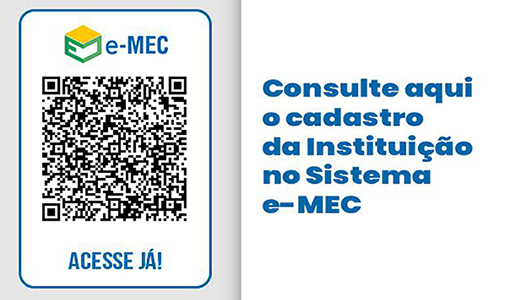 e-MEC
ACESSE JÁ!
Consulte aqui
o cadastro
da Instituição
no Sistema
e-MEC